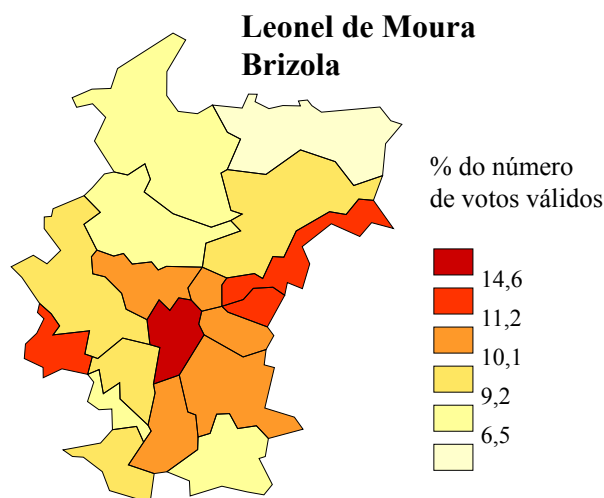 Leonel de Moura
Brizola
% do número
de votos válidos
14,6
11,2
10,1
9,2
6,5